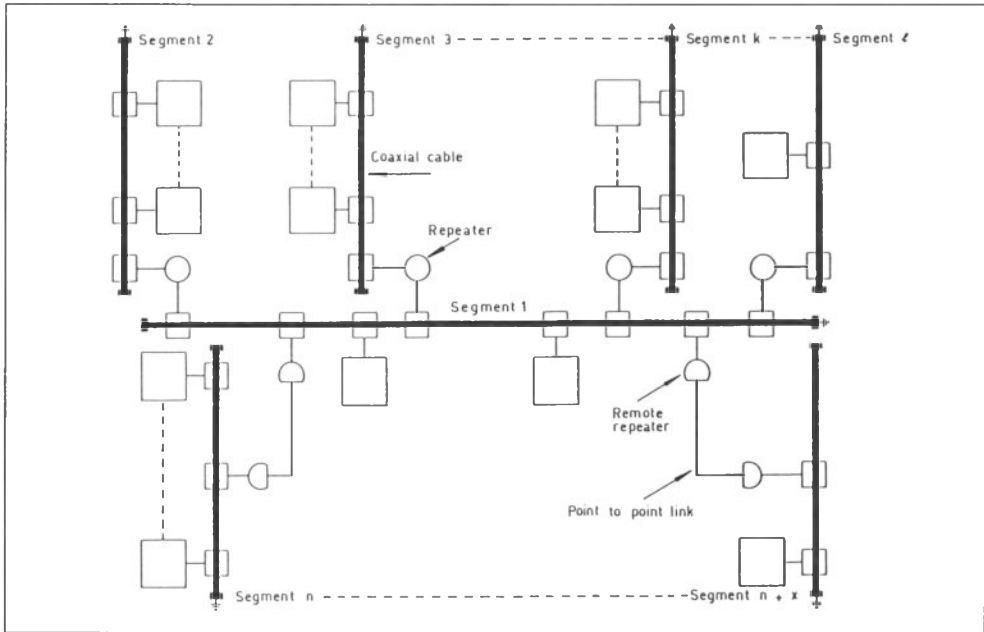 Segment 2
Segment 3
Segment k
Segment ℓ
Coaxial cable
Repeater
Segment 1
Remote
repeater
Point to point link
Segment n
Segment n + x